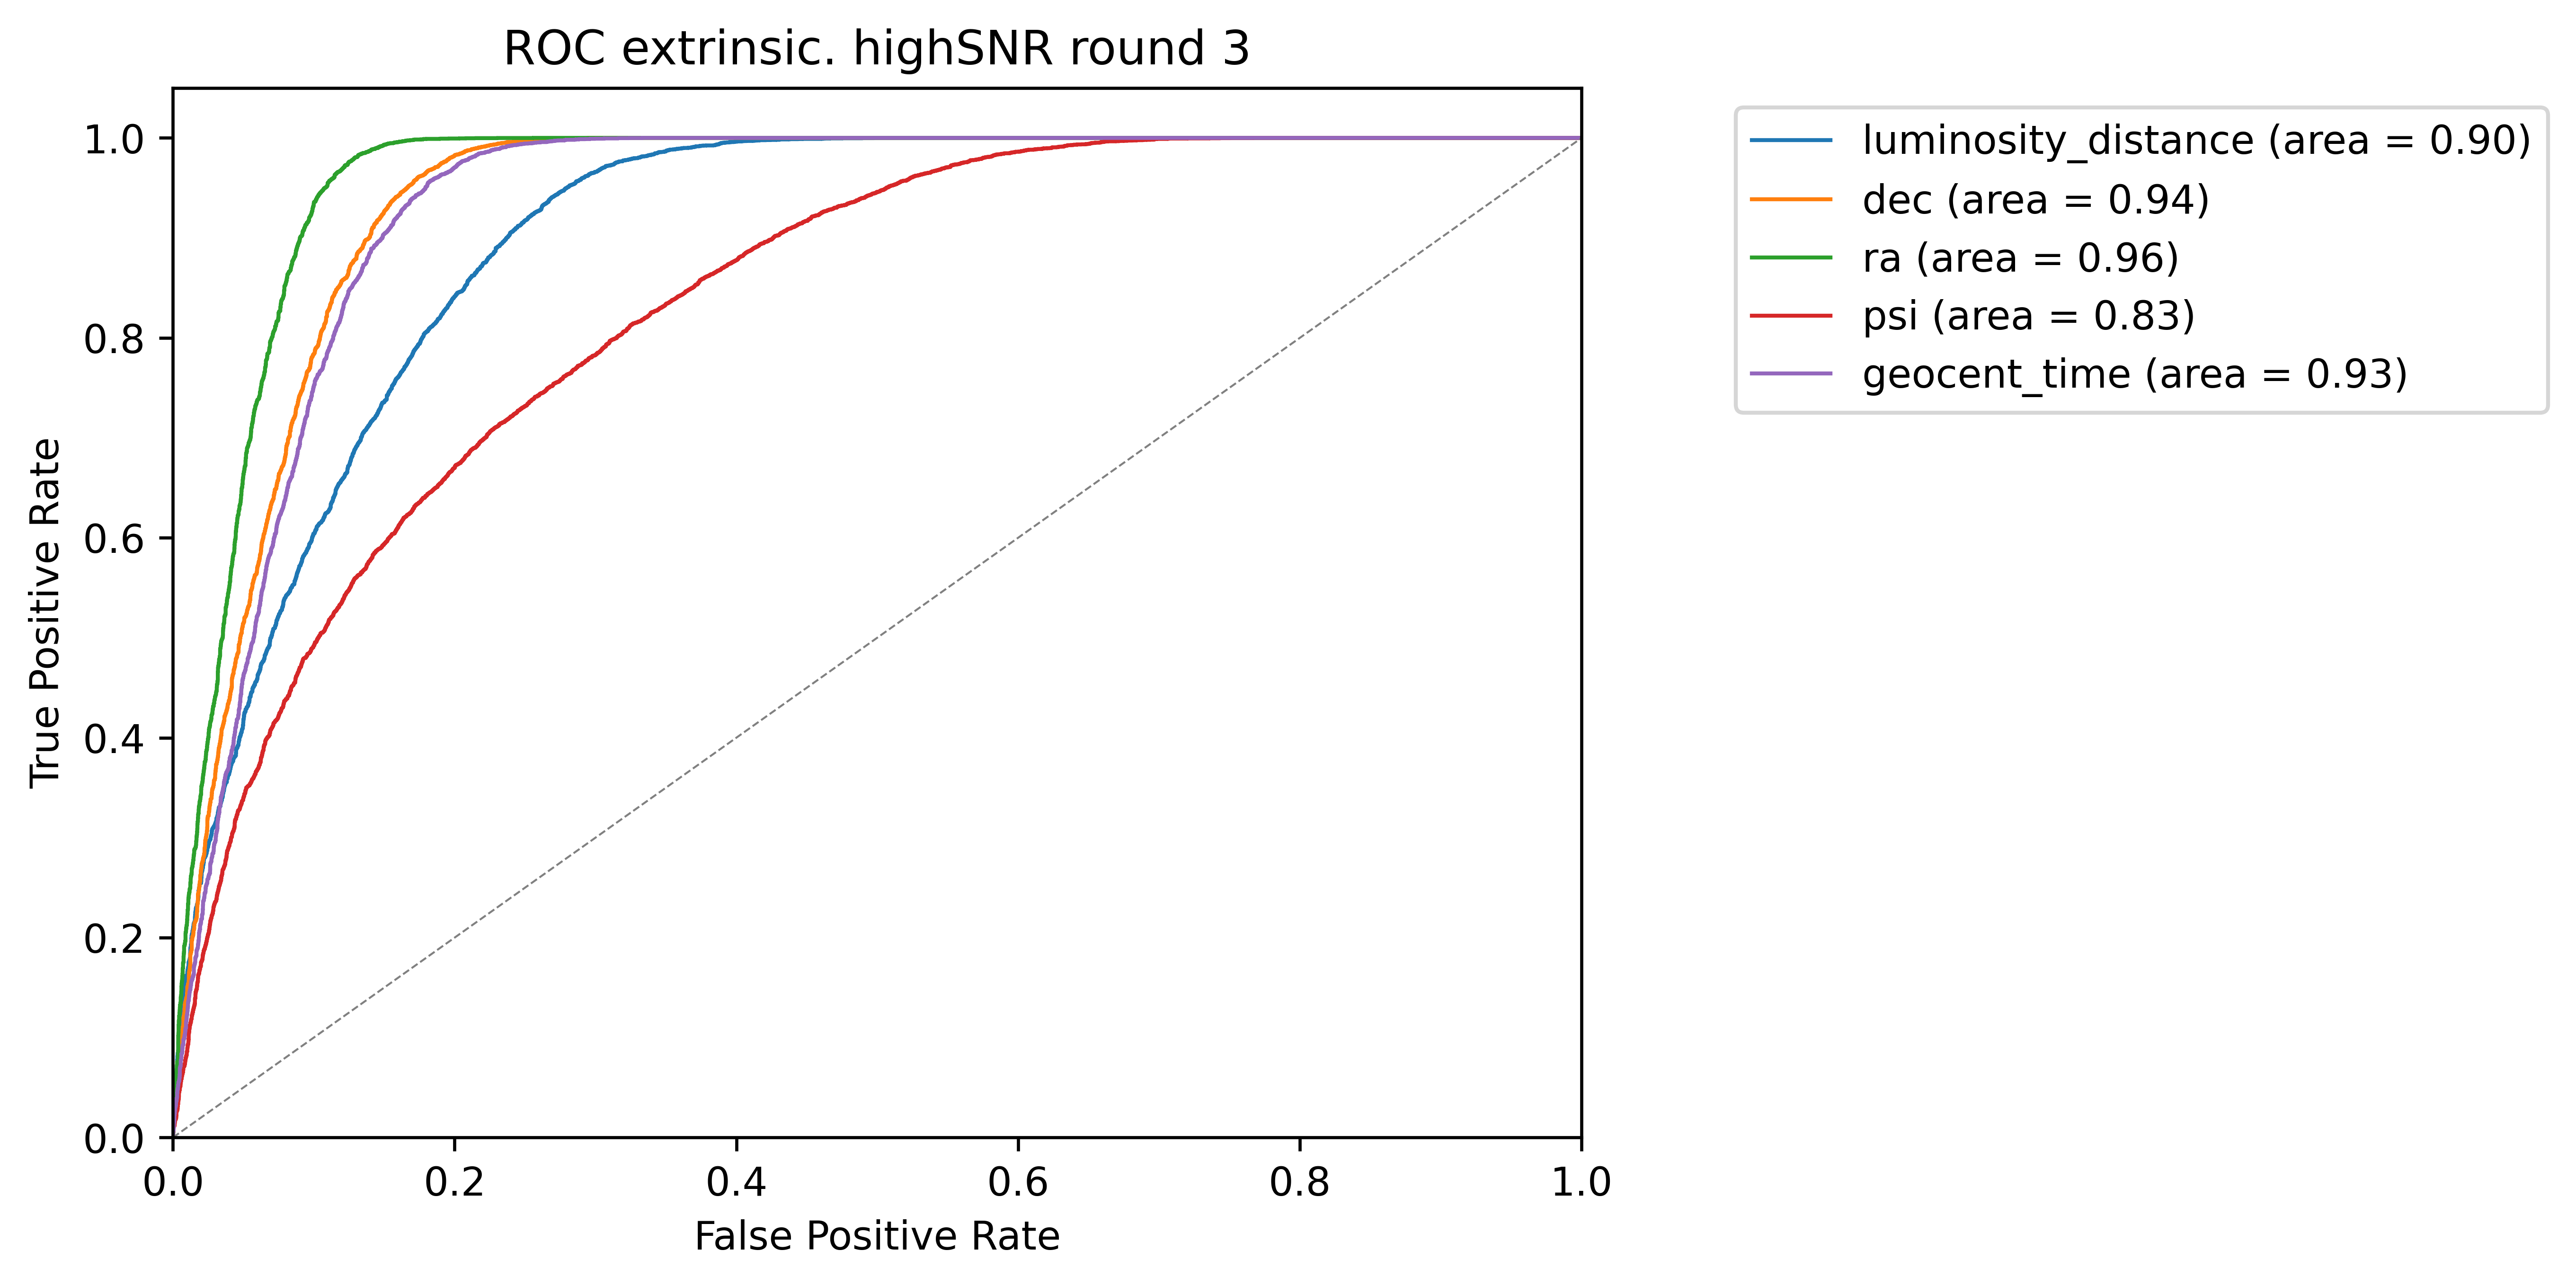 ROC extrinsic. highSNR round 3
True Positive Rate
1.0
0.8
0.6
0.4
0.2
0.0
0.0 0.2 0.4 0.6 0.8 1.0
False Positive Rate
luminosity_distance (area = 0.90)
dec (area = 0.94)
ra (area = 0.96)
psi (area = 0.83)
geocent_time (area = 0.93)